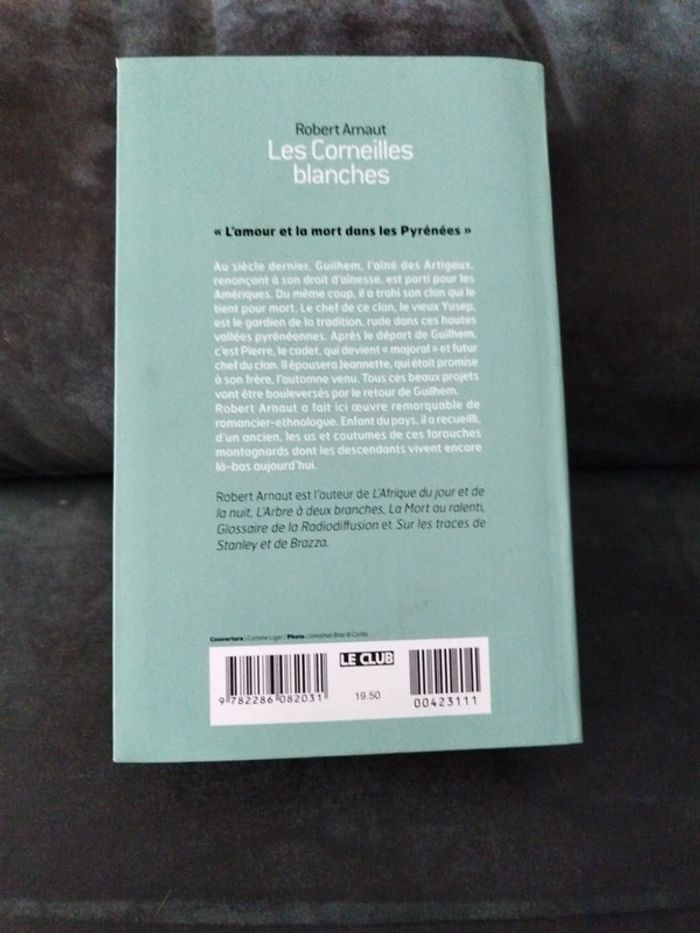 Robert Arnaut
Les Corneilles
blanches
« L'amour et la mort dans les Pyrénées »
Au siècle dernier, Guilhem, l'aîné des Artigaux,
renonçant à son droit d'aînesse, est parti pour les
Amériques. Du même coup, il a trahi son clan qui le
tient pour mort. Le chef de ce clan, le vieux Yusep,
est le gardien de la tradition, rude dans ces hautes
vallées pyrénéennes. Après le départ de Guilhem,
c'est Pierre, le cadet, qui devient « majoral » et futur
chef du clan. Il épousera Jeannette, qui était promise
à son frère, l'automne venu. Tous ces beaux projets
vont être bouleversés par le retour de Guilhem.
Robert Arnaut a fait ici œuvre remarquable de
romancier-ethnologue. Enfant du pays, il a recueilli,
d'un ancien, les us et coutumes de ces farouches
montagnards dont les descendants vivent encore
là-bas aujourd'hui.
Robert Arnaut est l'auteur de L'Afrique du jour et de
la nuit, L'Arbre à deux branches, La Mort au ralenti,
Glossaire de la Radiodiffusion et Sur les traces de
Stanley et de Brazza.
Couverture : Corinne Liger / Photo : Jonathan Blair © Corbis
LE CLUB
9 782286 082031
19.50
00423111